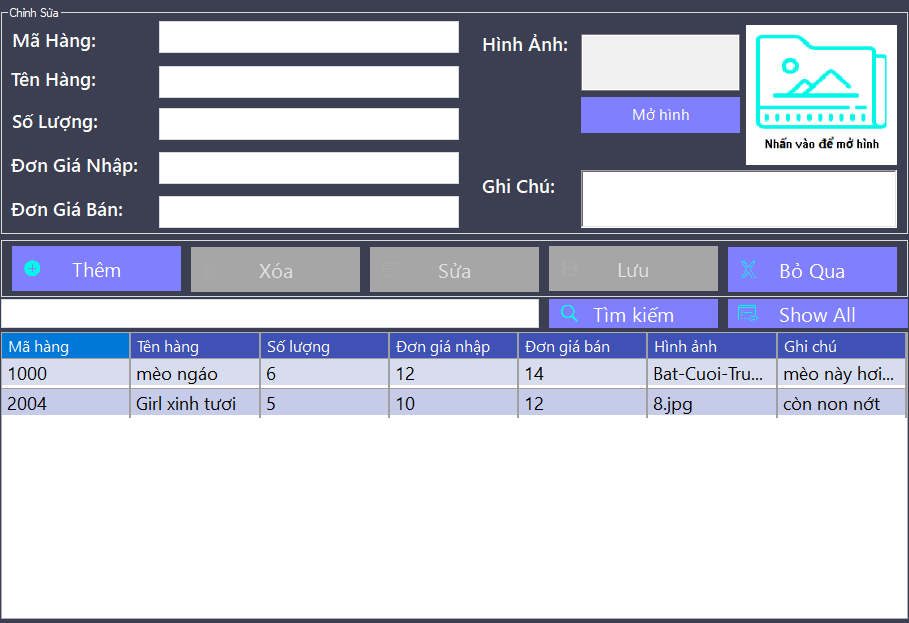 Chỉnh Sửa
Mã Hàng:
Tên Hàng:
Số Lượng:
Đơn Giá Nhập:
Đơn Giá Bán:
Hình Ảnh:
Mở hình
Nhấn vào để mở hình
Ghi Chú:
Thêm Xóa Sửa Lưu Bỏ Qua
Tìm kiếm Show All
Mã hàng Tên hàng Số lượng Đơn giá nhập Đơn giá bán Hình ảnh Ghi chú
1000 mèo ngáo 6 12 14 Bat-Cuoi-Tru... mèo này hơi...
2004 Girl xinh tươi 5 10 12 8.jpg còn non nớt